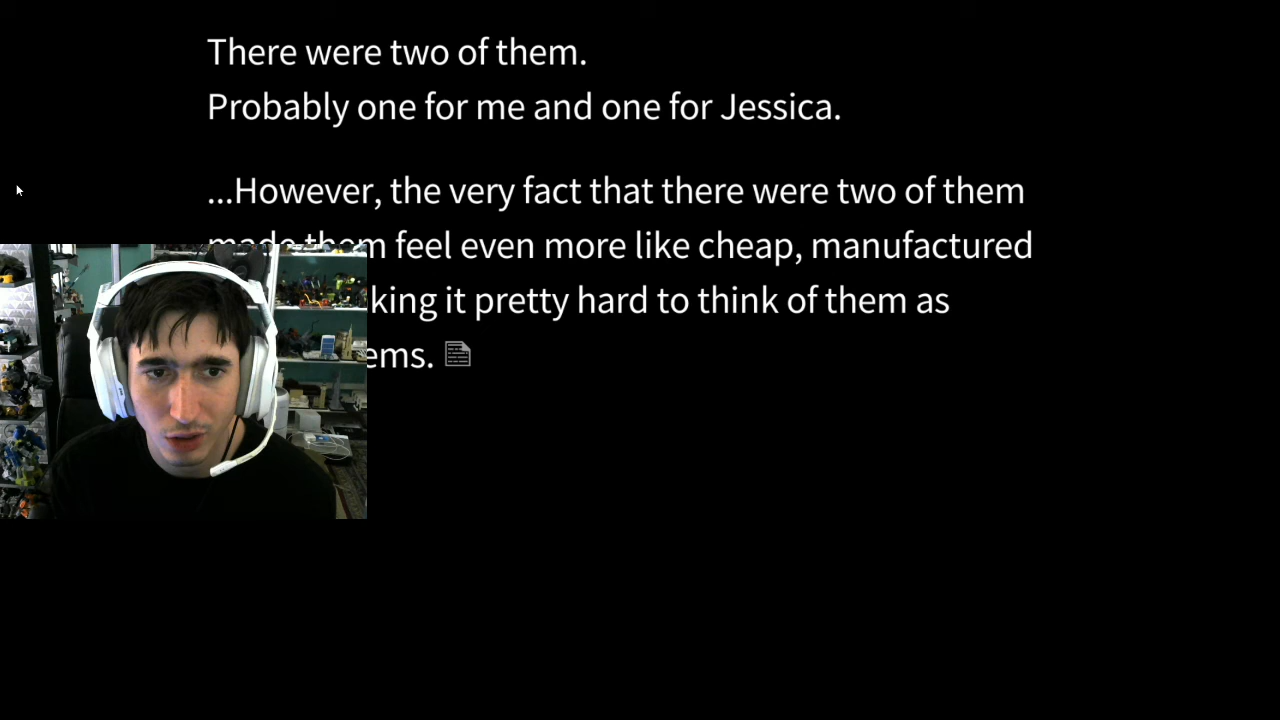 There were two of them.
Probably one for me and one for Jessica.
...However, the very fact that there were two of them
made them feel even more like cheap, manufactured
king it pretty hard to think of them as
ems.